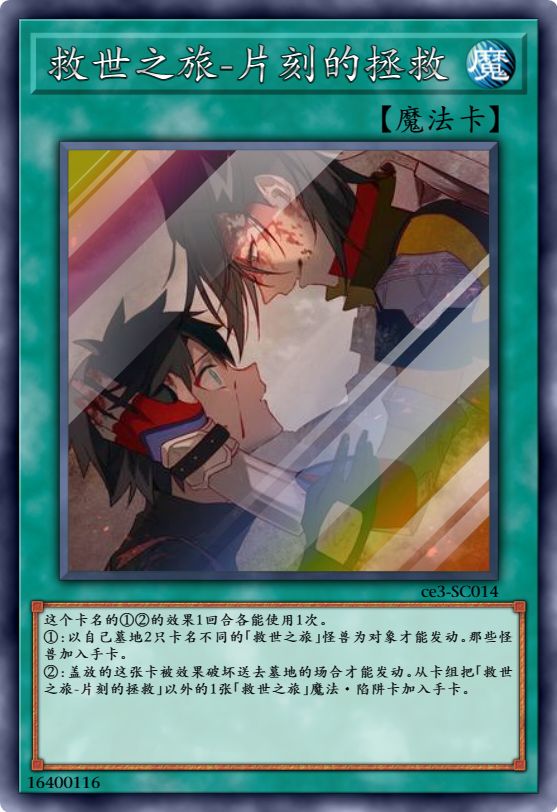 救世之旅-片刻的拯救
魔
【魔法卡】
ce3-SC014
这个卡名的①②的效果1回合各能使用1次。
①:以自己墓地2只卡名不同的「救世之旅」怪兽为对象才能发动。那些怪
兽加入手卡。
②:盖放的这张卡被效果破坏送去墓地的场合才能发动。从卡组把「救世
之旅-片刻的拯救」以外的1张「救世之旅」魔法·陷阱卡加入手卡。
16400116